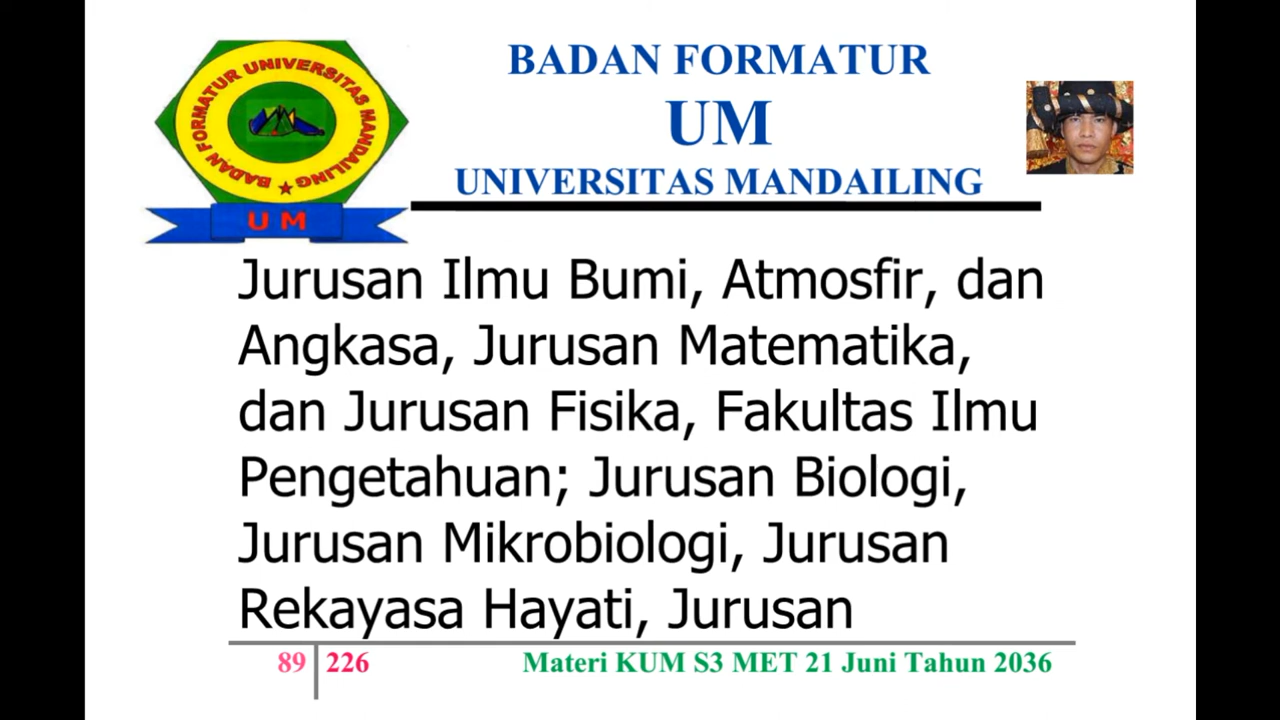 BADAN FORMATUR
UM
UNIVERSITAS MANDAILING
BADAN FORMATUR UNIVERSITAS MANDAILING
U M
Jurusan Ilmu Bumi, Atmosfir, dan
Angkasa, Jurusan Matematika,
dan Jurusan Fisika, Fakultas Ilmu
Pengetahuan; Jurusan Biologi,
Jurusan Mikrobiologi, Jurusan
Rekayasa Hayati, Jurusan
89 226 Materi KUM S3 MET 21 Juni Tahun 2036